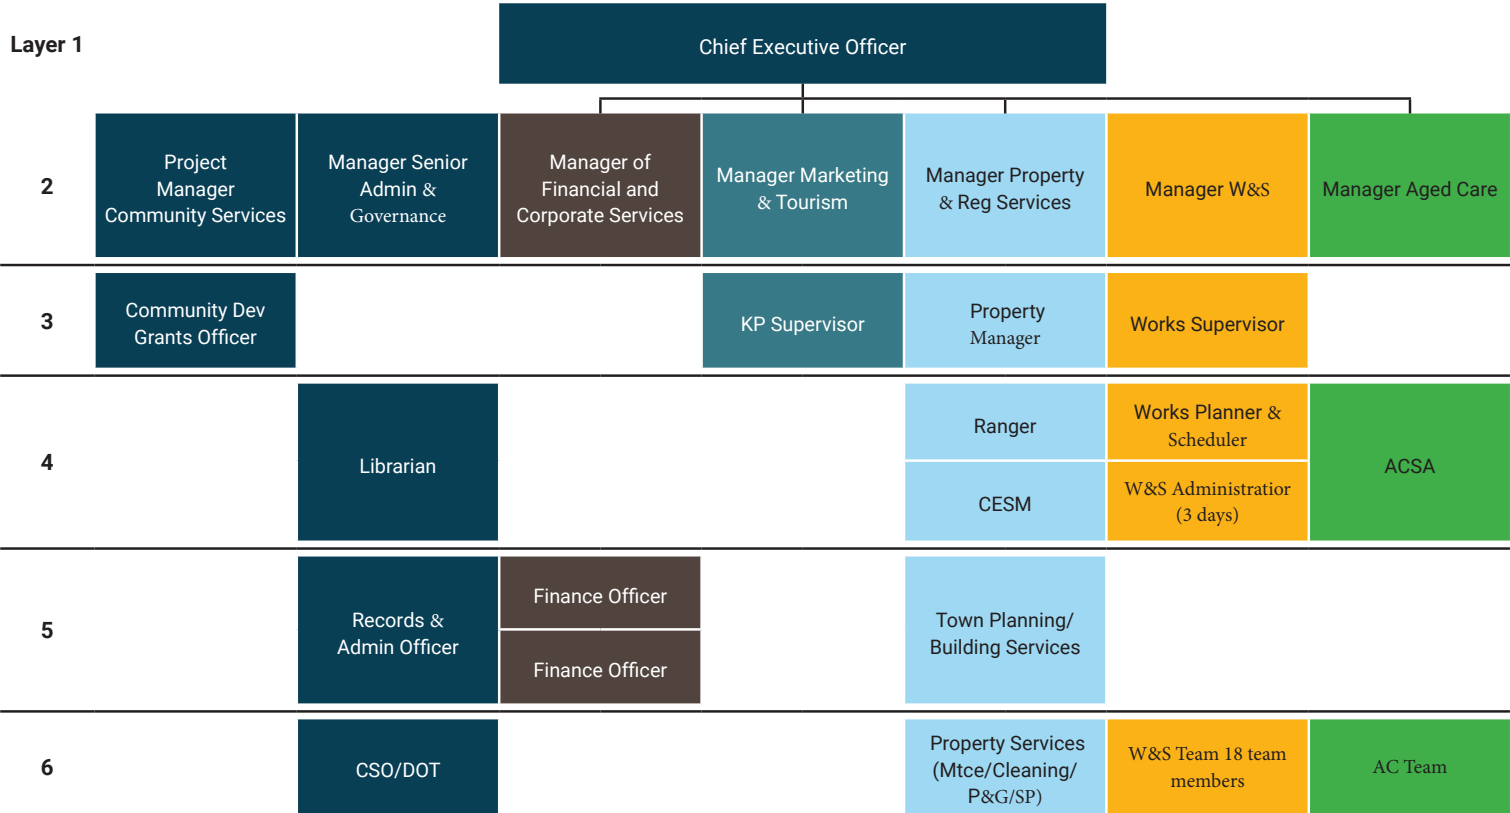 Layer 1
Chief Executive Officer
2
Project
Manager
Community Services
Manager Senior
Admin &
Governance
Manager of
Financial and
Corporate Services
Manager Marketing
& Tourism
Manager Property
& Reg Services
Manager W&S
Manager Aged Care
3
Community Dev
Grants Officer
KP Supervisor
Property
Manager
Works Supervisor
4
Librarian
Ranger
CESM
Works Planner &
Scheduler
W&S Administratior
(3 days)
ACSA
5
Records &
Admin Officer
Finance Officer
Finance Officer
Town Planning/
Building Services
6
CSO/DOT
Property Services
(Mtce/Cleaning/
P&G/SP)
W&S Team 18 team
members
AC Team